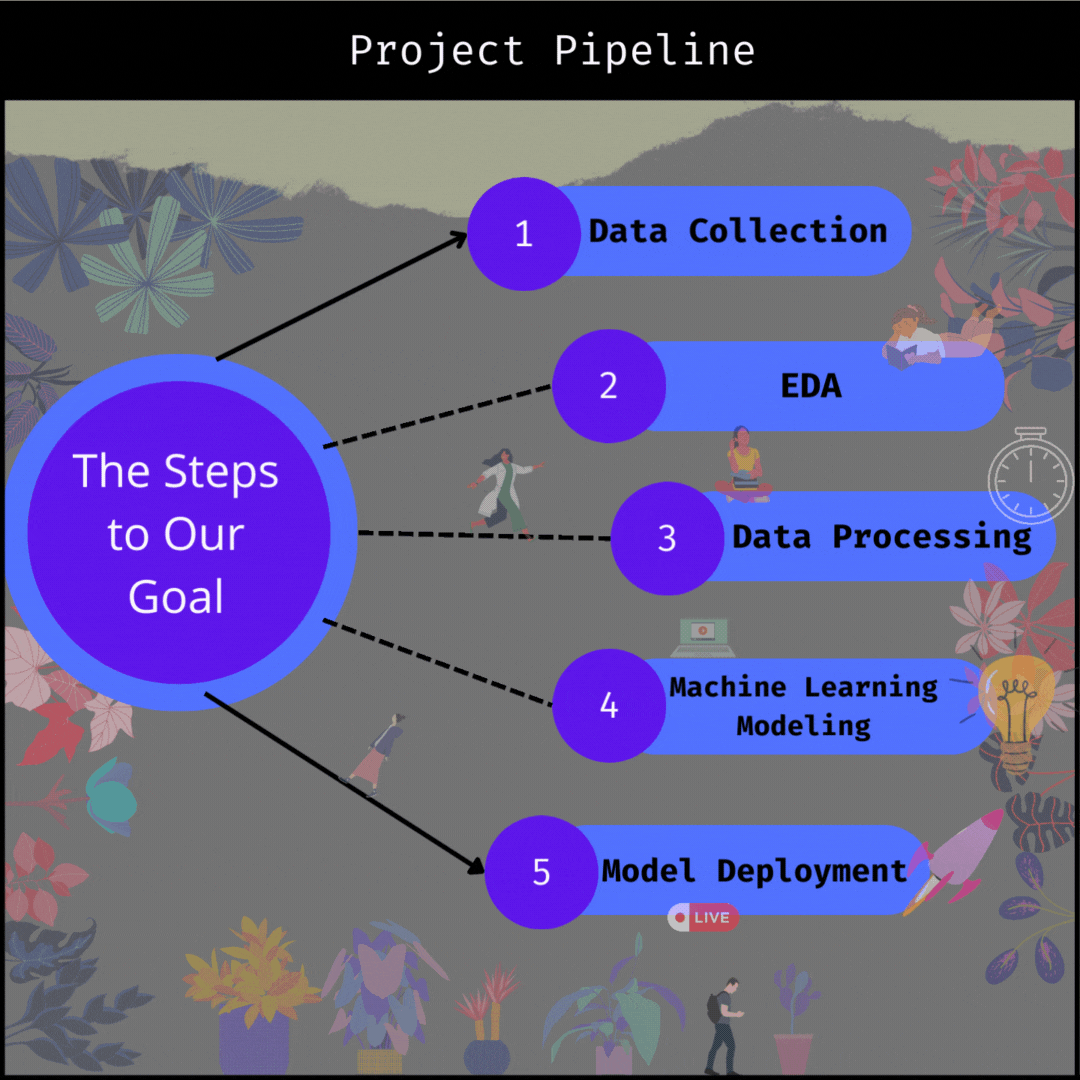 Project Pipeline
The Steps
to Our
Goal
1
Data Collection
2
EDA
3
Data Processing
4
Machine Learning
Modeling
5
Model Deployment
LIVE